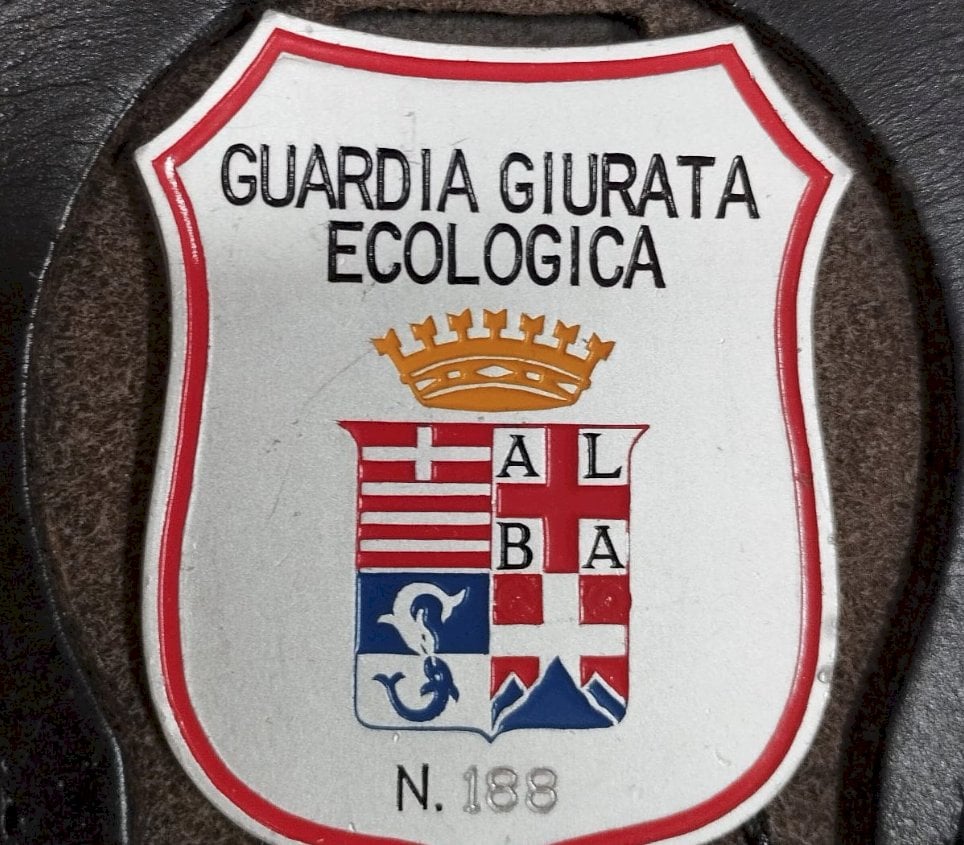 GUARDIA GIURATA
ECOLOGICA
A L
B A
N. 188